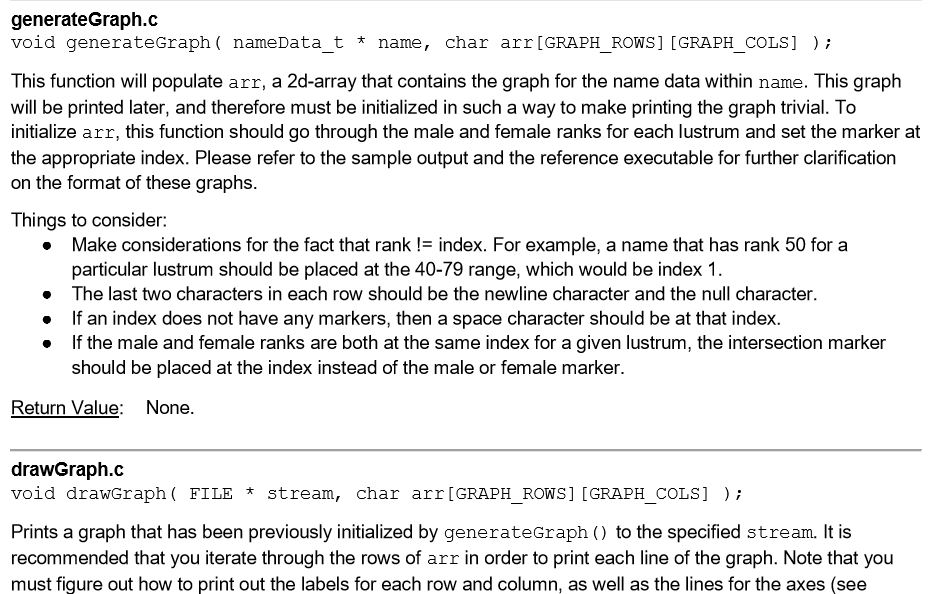 generateGraph.c
void generateGraph( nameData_t * name, char arr[GRAPH_ROWS][GRAPH_COLS] );
This function will populate arr, a 2d-array that contains the graph for the name data within name. This graph
will be printed later, and therefore must be initialized in such a way to make printing the graph trivial. To
initialize arr, this function should go through the male and female ranks for each lustrum and set the marker at
the appropriate index. Please refer to the sample output and the reference executable for further clarification
on the format of these graphs.
Things to consider:
● Make considerations for the fact that rank != index. For example, a name that has rank 50 for a
particular lustrum should be placed at the 40-79 range, which would be index 1.
● The last two characters in each row should be the newline character and the null character.
● If an index does not have any markers, then a space character should be at that index.
● If the male and female ranks are both at the same index for a given lustrum, the intersection marker
should be placed at the index instead of the male or female marker.
Return Value: None.
drawGraph.c
void drawGraph( FILE * stream, char arr[GRAPH_ROWS][GRAPH_COLS] );
Prints a graph that has been previously initialized by generateGraph() to the specified stream. It is
recommended that you iterate through the rows of arr in order to print each line of the graph. Note that you
must figure out how to print out the labels for each row and column, as well as the lines for the axes (see